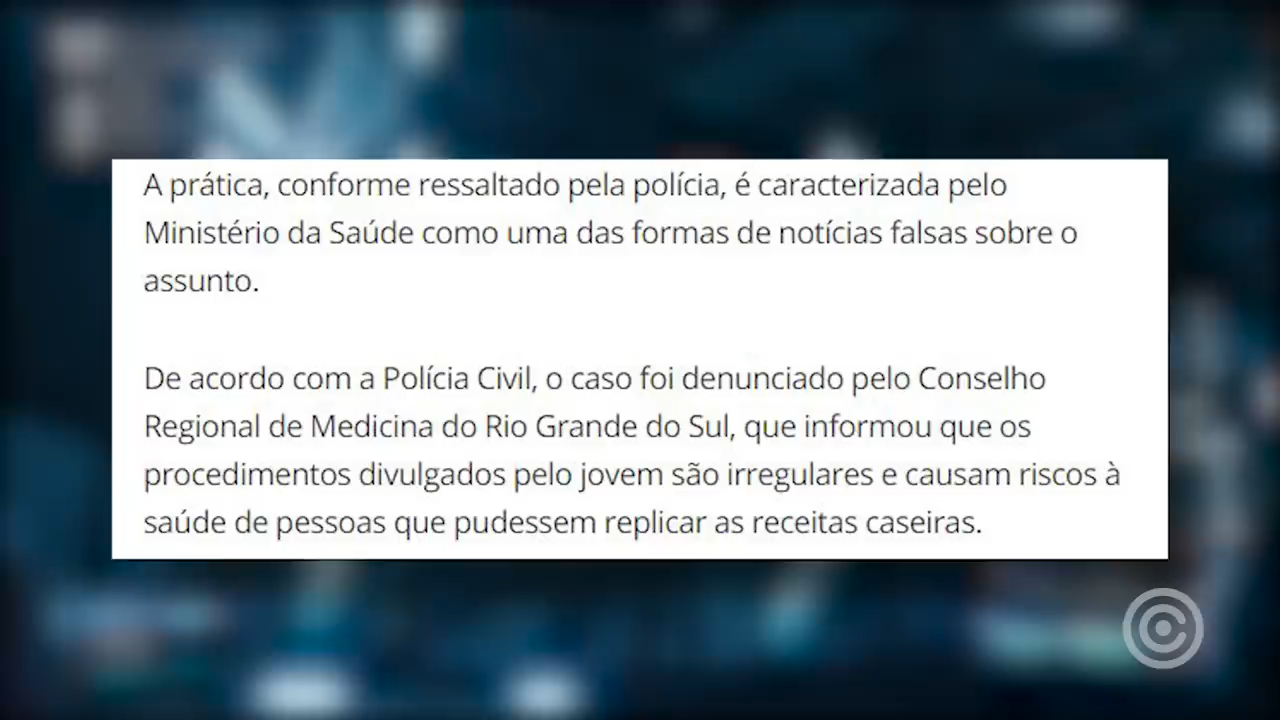 A prática, conforme ressaltado pela polícia, é caracterizada pelo
Ministério da Saúde como uma das formas de notícias falsas sobre o
assunto.
De acordo com a Polícia Civil, o caso foi denunciado pelo Conselho
Regional de Medicina do Rio Grande do Sul, que informou que os
procedimentos divulgados pelo jovem são irregulares e causam riscos à
saúde de pessoas que pudessem replicar as receitas caseiras.